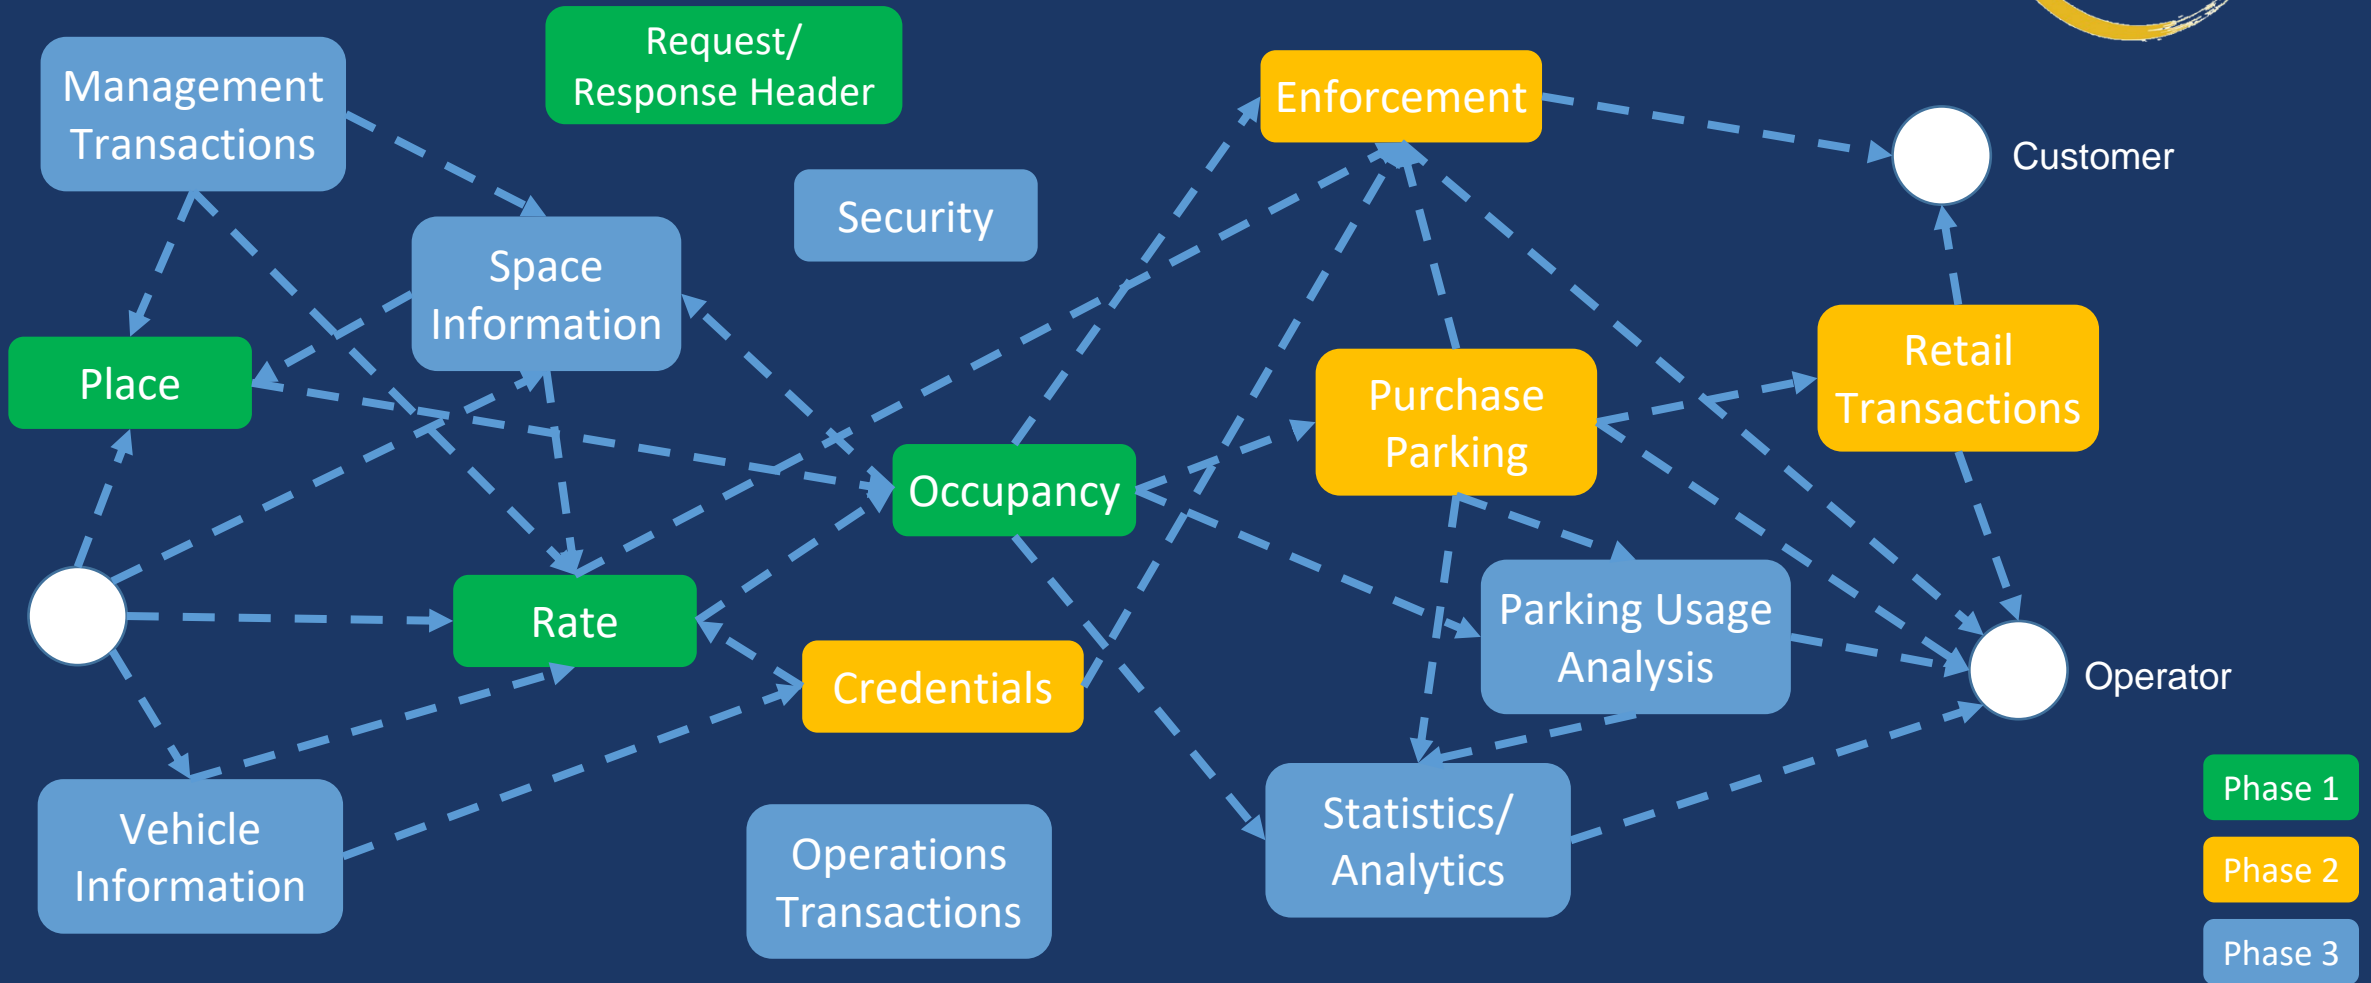 Management
Transactions
Request/
Response Header
Enforcement
Customer
Security
Space
Information
Place
Retail
Transactions
Purchase
Parking
Occupancy
Rate
Parking Usage
Analysis
Credentials
Operator
Vehicle
Information
Operations
Transactions
Statistics/
Analytics
Phase 1
Phase 2
Phase 3